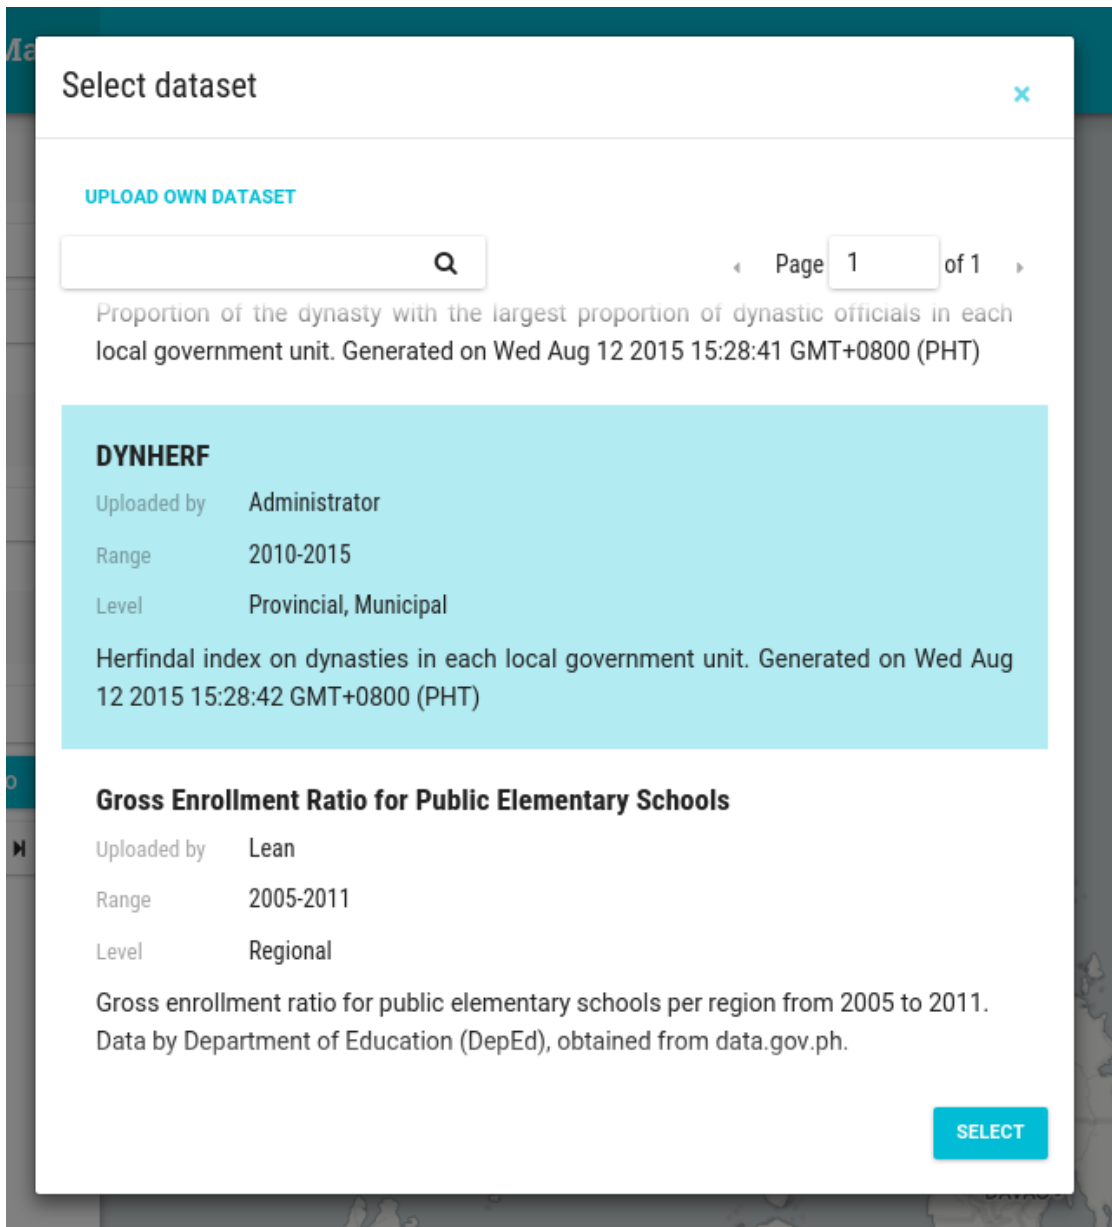 Ma
Select dataset
×
UPLOAD OWN DATASET
Page 1 of 1
Proportion of the dynasty with the largest proportion of dynastic officials in each
local government unit. Generated on Wed Aug 12 2015 15:28:41 GMT+0800 (PHT)
DYNHERF
Uploaded by Administrator
Range 2010-2015
Level Provincial, Municipal
Herfindal index on dynasties in each local government unit. Generated on Wed Aug
12 2015 15:28:42 GMT+0800 (PHT)
Gross Enrollment Ratio for Public Elementary Schools
Uploaded by Lean
Range 2005-2011
Level Regional
Gross enrollment ratio for public elementary schools per region from 2005 to 2011.
Data by Department of Education (DepEd), obtained from data.gov.ph.
SELECT